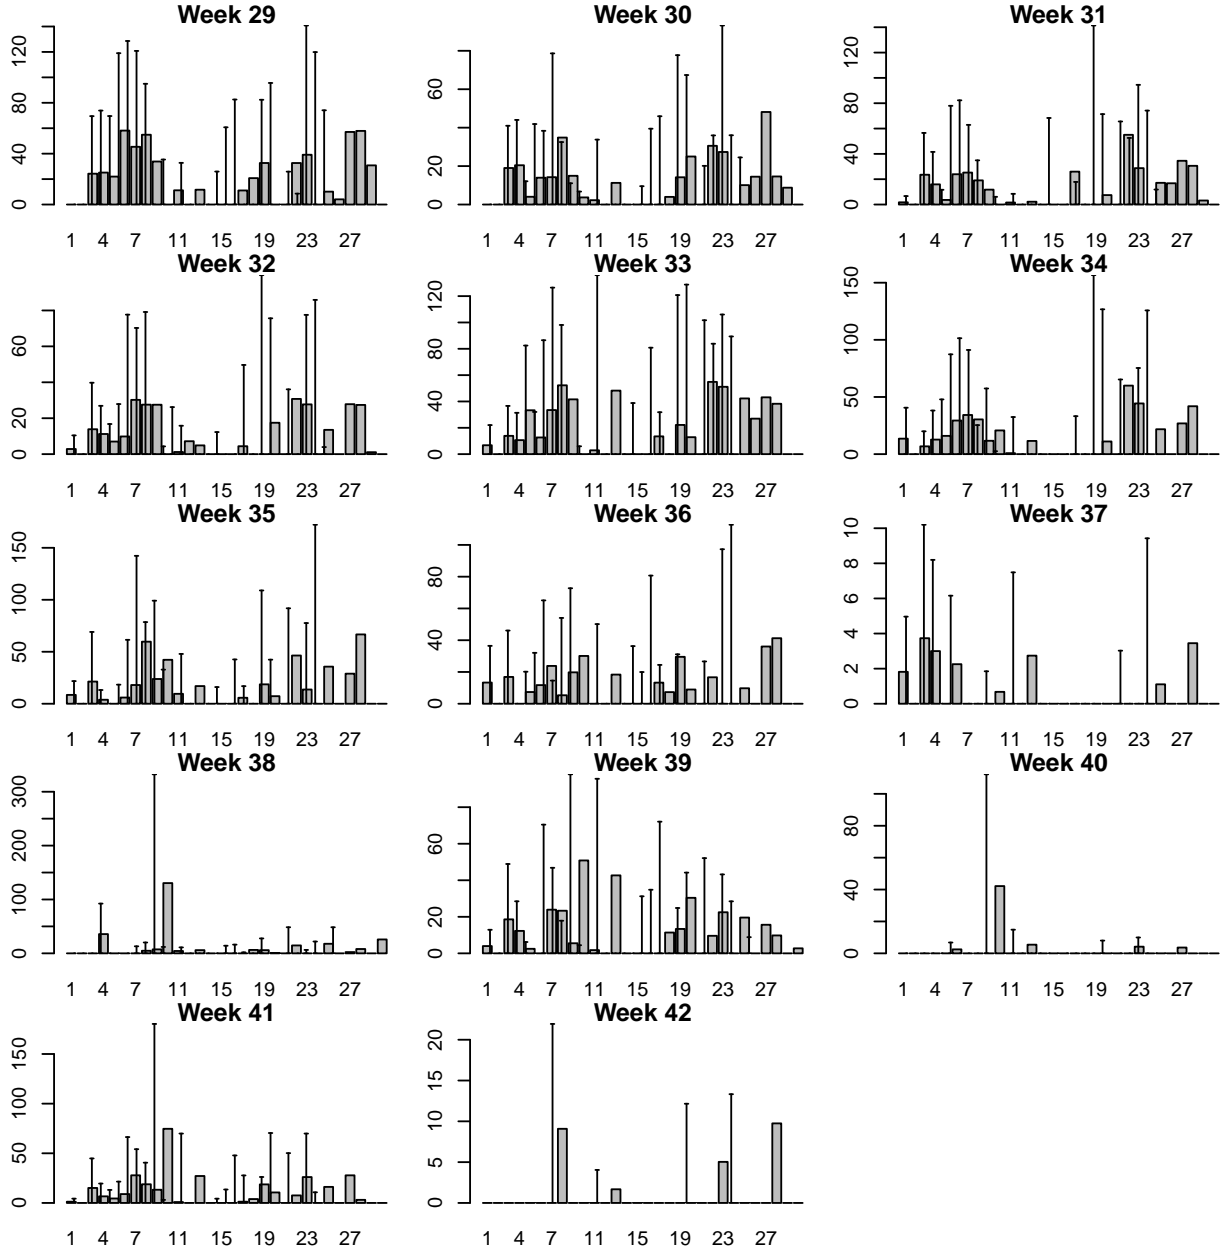 Week 29
0 40 80 120
1 4 7 11 15 19 23 27
Week 30
0 20 60
1 4 7 11 15 19 23 27
Week 31
0 40 80 120
1 4 7 11 15 19 23 27
Week 32
0 20 60
1 4 7 11 15 19 23 27
Week 33
0 40 80 120
1 4 7 11 15 19 23 27
Week 34
0 50 100 150
1 4 7 11 15 19 23 27
Week 35
0 50 100 150
1 4 7 11 15 19 23 27
Week 36
0 40 80
1 4 7 11 15 19 23 27
Week 37
0 2 4 6 8 10
1 4 7 11 15 19 23 27
Week 38
0 100 200 300
1 4 7 11 15 19 23 27
Week 39
0 20 60
1 4 7 11 15 19 23 27
Week 40
0 40 80
1 4 7 11 15 19 23 27
Week 41
0 50 100 150
1 4 7 11 15 19 23 27
Week 42
0 5 10 15 20
1 4 7 11 15 19 23 27